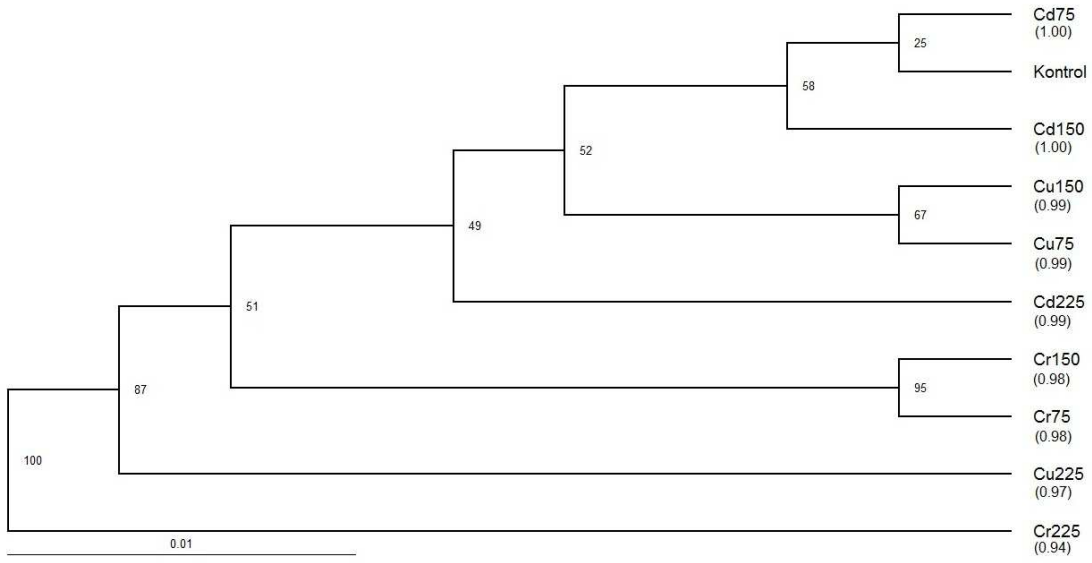 Cd75
(1.00)
25
Kontrol
58
Cd150
(1.00)
52
Cu150
(0.99)
67
49
Cu75
(0.99)
51
Cd225
(0.99)
Cr150
(0.98)
87
95
Cr75
(0.98)
100
Cu225
(0.97)
Cr225
0.01
(0.94)